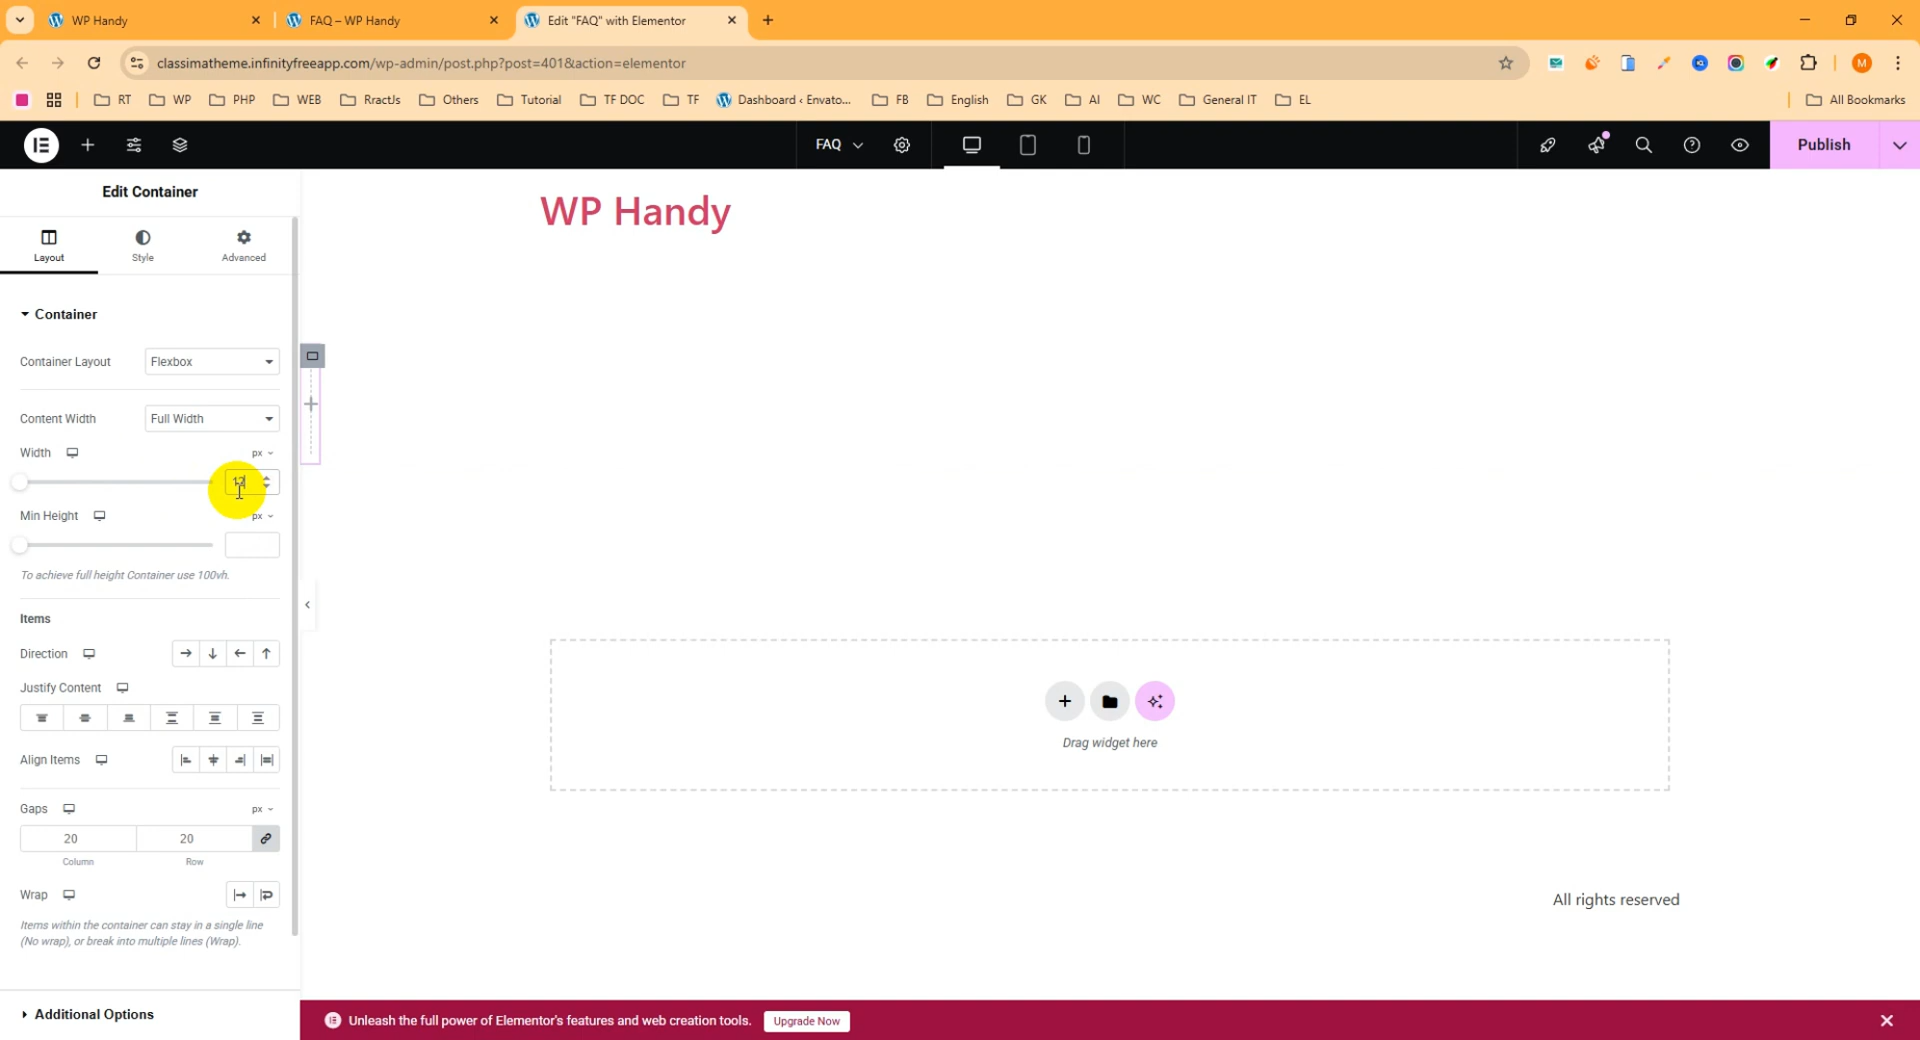 WP Handy
FAQ – WP Handy
Edit "FAQ" with Elementor
classimatheme.infinityfreeapp.com/wp-admin/post.php?post=401&action=elementor
M
RT
WP
PHP
WEB
RractJs
Others
Tutorial
TF DOC
TF
Dashboard ‹ Envato...
FB
English
GK
AI
WC
General IT
EL
All Bookmarks
FAQ
Publish
Edit Container
Layout
Style
Advanced
WP Handy
Container
Container Layout
Flexbox
Content Width
Full Width
Width
px
12
Min Height
px
To achieve full height Container use 100vh.
Items
Direction
Justify Content
Align Items
Gaps
px
20
20
Column
Row
Wrap
Items within the container can stay in a single line
(No wrap), or break into multiple lines (Wrap).
Additional Options
Drag widget here
All rights reserved
Unleash the full power of Elementor's features and web creation tools.
Upgrade Now